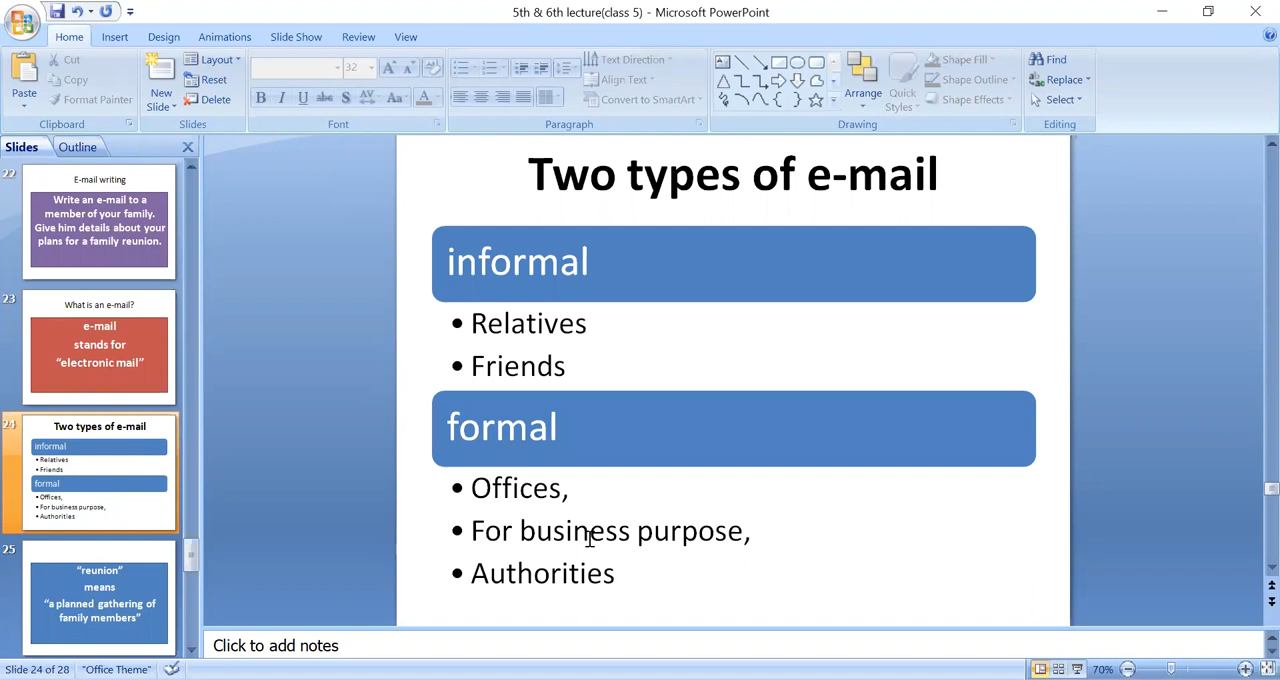 5th & 6th lecture(class 5) - Microsoft PowerPoint
Home Insert Design Animations Slide Show Review View
Paste
Cut
Copy
Format Painter
Clipboard
New Slide
Layout
Reset
Delete
Slides
32
B I U abc S AV Aa A
Font
Text Direction
Align Text
Convert to SmartArt
Paragraph
Arrange
Quick Styles
Shape Fill
Shape Outline
Shape Effects
Drawing
Find
Replace
Select
Editing
Slides Outline
22
E-mail writing
Write an e-mail to a
member of your family.
Give him details about your
plans for a family reunion.
23
What is an e-mail?
e-mail
stands for
“electronic mail”
24
Two types of e-mail
informal
• Relatives
• Friends
formal
• Offices,
• For business purpose,
• Authorities
25
“reunion”
means
“a planned gathering of
family members”
Two types of e-mail
informal
• Relatives
• Friends
formal
• Offices,
• For business purpose,
• Authorities
Click to add notes
Slide 24 of 28 "Office Theme" 70%